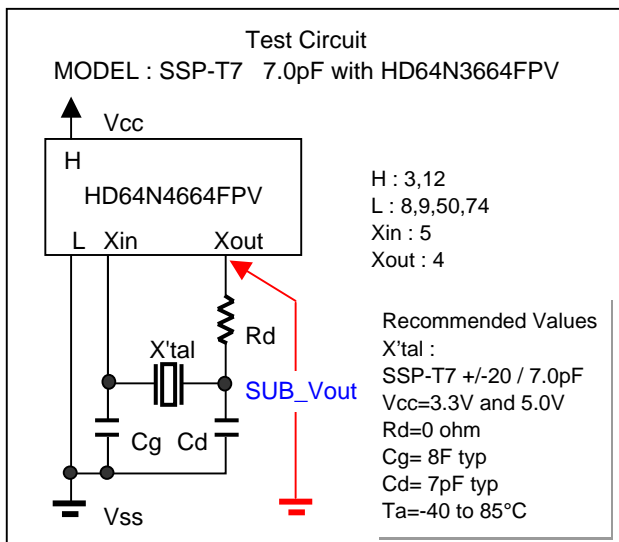 Test Circuit
MODEL : SSP-T7 7.0pF with HD64N3664FPV
Vcc
H
HD64N4664FPV
L Xin Xout
H : 3,12
L : 8,9,50,74
Xin : 5
Xout : 4
Rd
X'tal
SUB_Vout
Cg Cd
Vss
Recommended Values
X'tal :
SSP-T7 +/-20 / 7.0pF
Vcc=3.3V and 5.0V
Rd=0 ohm
Cg= 8F typ
Cd= 7pF typ
Ta=-40 to 85°C